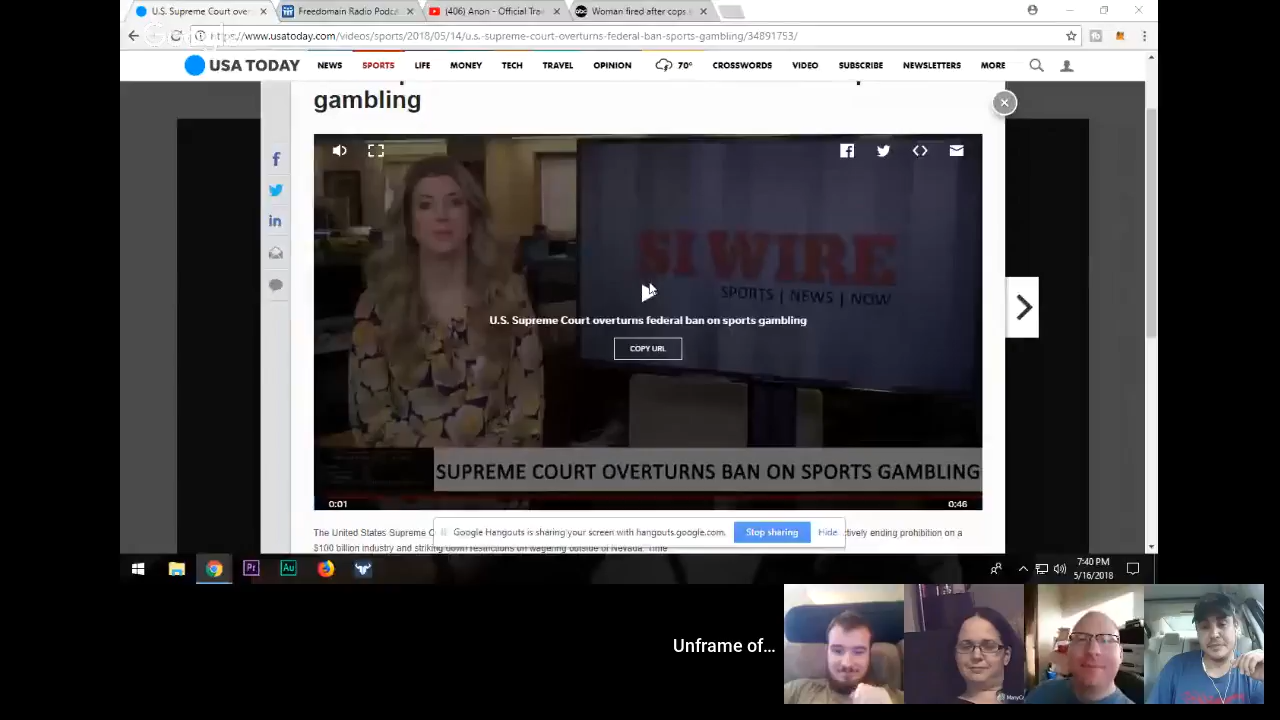 U.S. Supreme Court over
Freedomain Radio Podca
(406) Anon - Official Tra
Woman fired after cops
https://www.usatoday.com/videos/sports/2018/05/14/u.s.-supreme-court-overturns-federal-ban-sports-gambling/34891753/
USA TODAY NEWS SPORTS LIFE MONEY TECH TRAVEL OPINION 70° CROSSWORDS VIDEO SUBSCRIBE NEWSLETTERS MORE
gambling
SI WIRE
SPORTS | NEWS | NOW
U.S. Supreme Court overturns federal ban on sports gambling
COPY URL
SUPREME COURT OVERTURNS BAN ON SPORTS GAMBLING
0:01 0:46
The United States Supreme C
ctively ending prohibition on a
Google Hangouts is sharing your screen with hangouts.google.com. Stop sharing Hide
$100 billion industry and striking down restrictions on wagering outside of Nevada. Time
Pr Au
7:40 PM
5/16/2018
Unframe of...